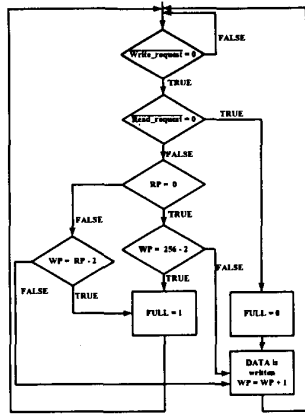 FALSE
Write_request = 0
TRUE
Read_request = 0
TRUE
FALSE
RP = 0
FALSE
TRUE
WP = RP - 2
WP = 256 - 2
FALSE
FALSE
TRUE
TRUE
FULL = 1
FULL = 0
DATA is
written
WP = WP + 1